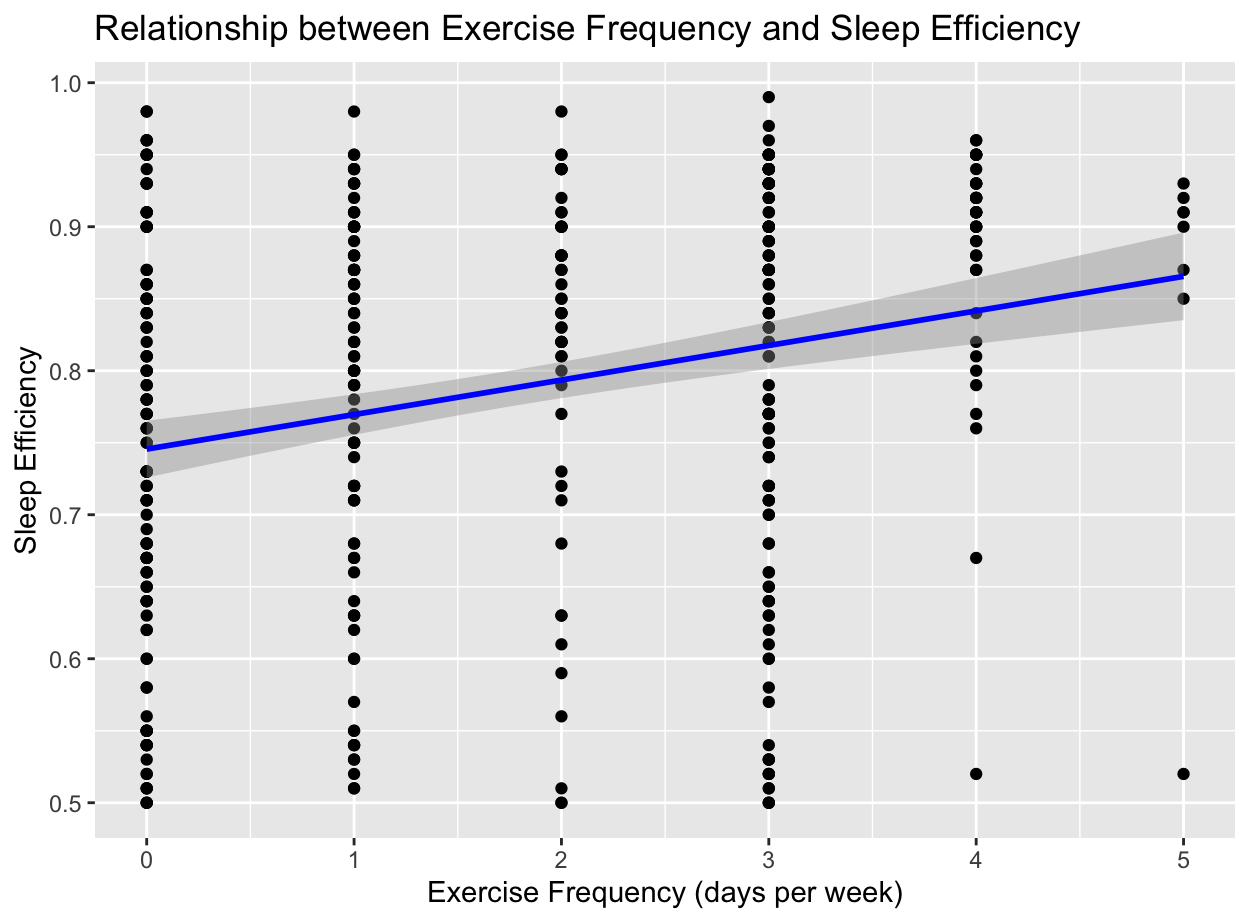 Relationship between Exercise Frequency and Sleep Efficiency
1.0
0.9
0.8
0.7
0.6
0.5
Sleep Efficiency
0 1 2 3 4 5
Exercise Frequency (days per week)